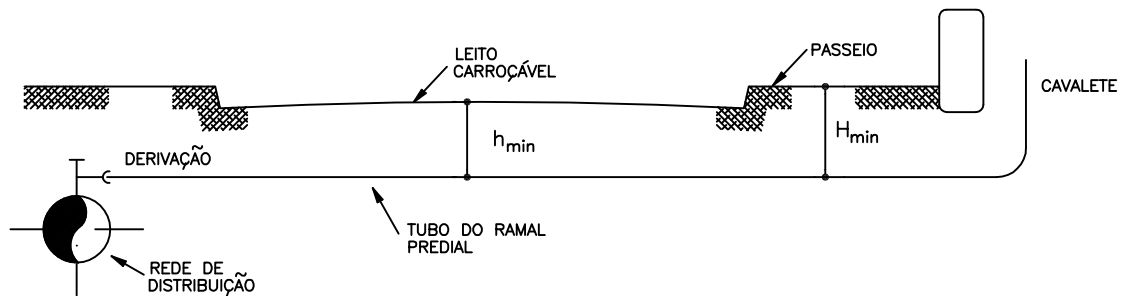 LEITO
CARROÇÁVEL
PASSEIO
CAVALETE
h min
H min
DERIVAÇÃO
TUBO DO RAMAL
PREDIAL
REDE DE
DISTRIBUIÇÃO